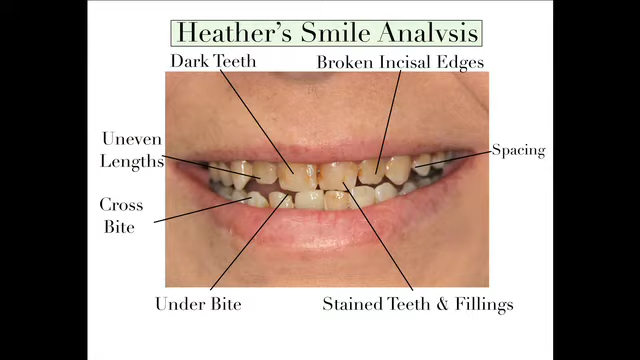 Heather's Smile Analysis
Dark Teeth
Broken Incisal Edges
Uneven
Lengths
Spacing
Cross
Bite
Under Bite
Stained Teeth & Fillings